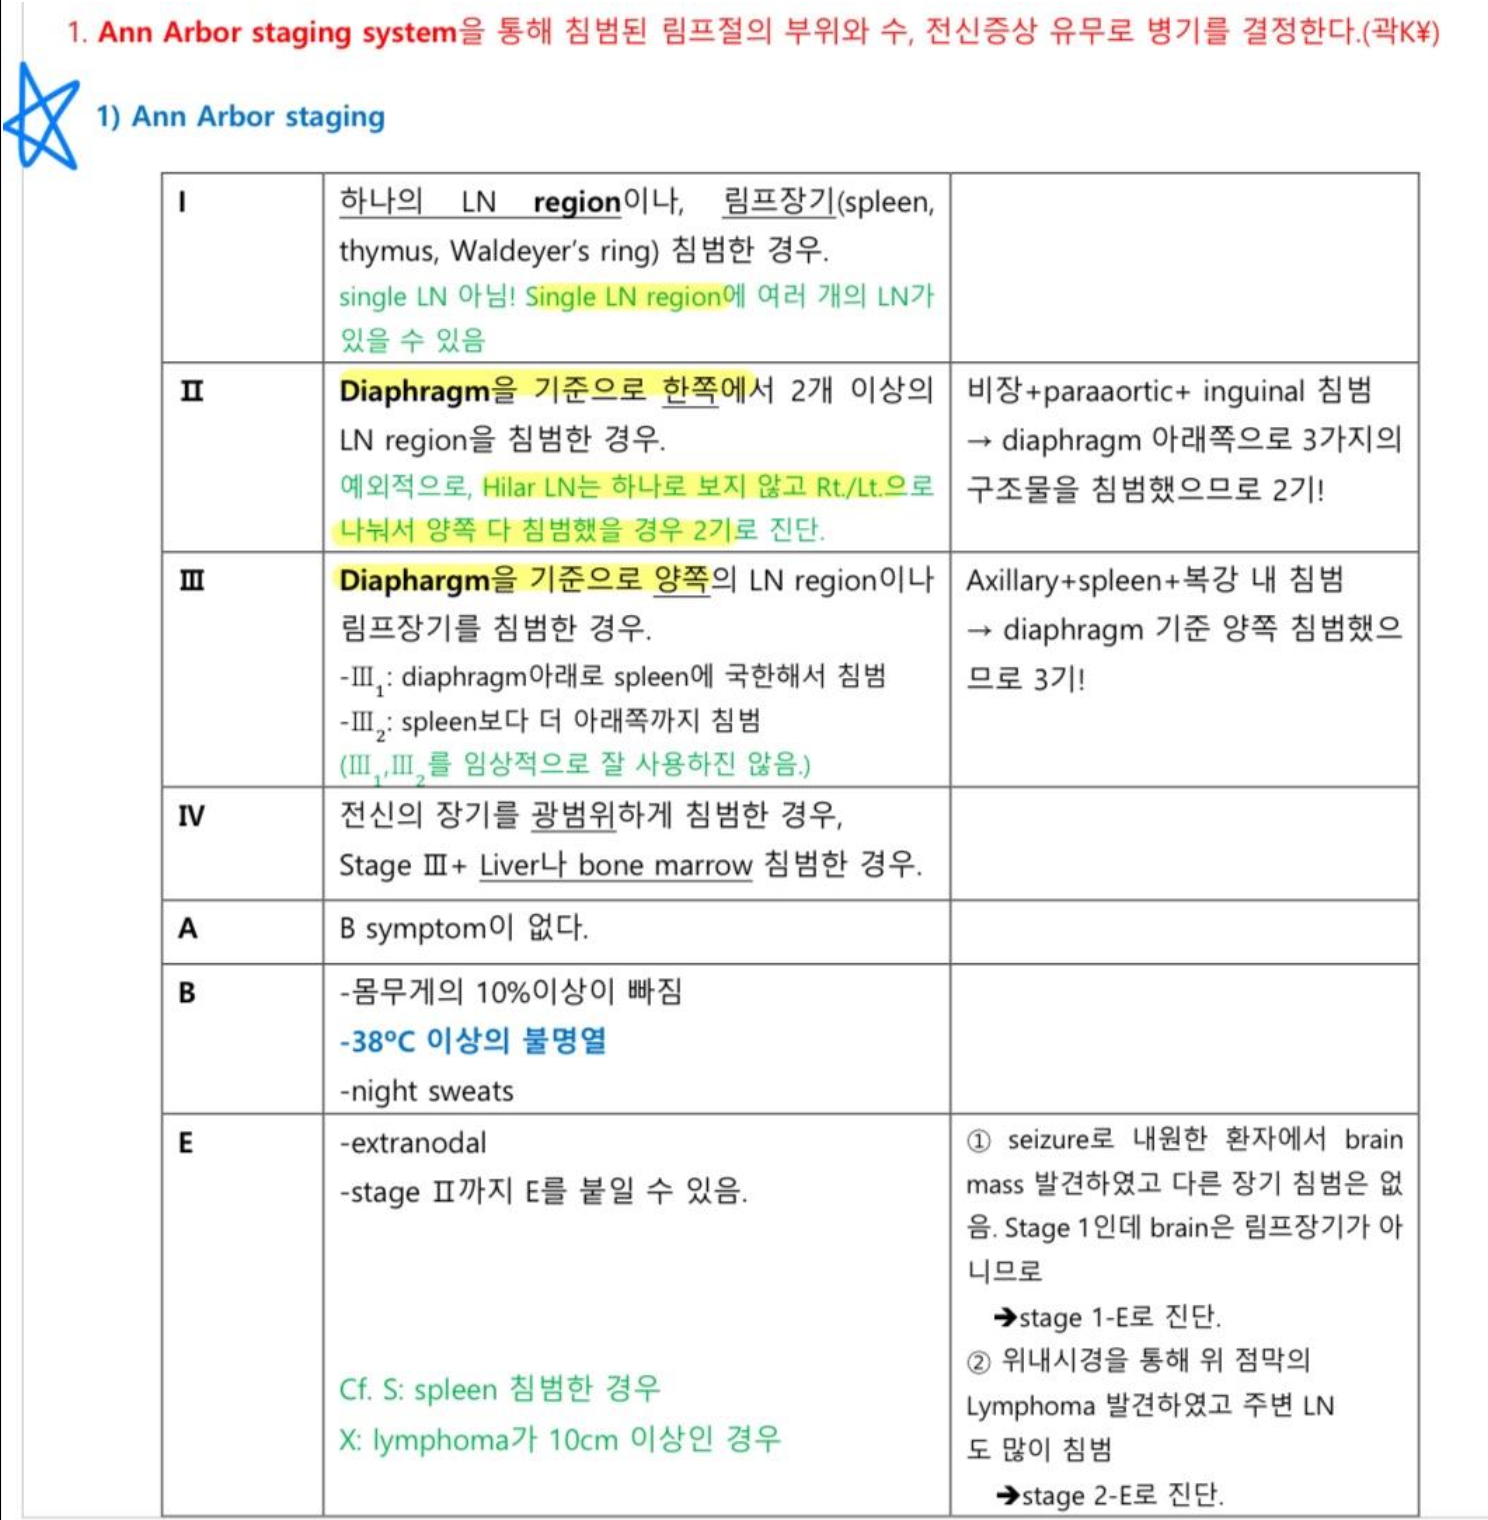 1. Ann Arbor staging system을 통해 침범된 림프절의 부위와 수, 전신증상 유무로 병기를 결정한다.(곽K¥)
1) Ann Arbor staging
I
하나의 LN region이나, 림프장기(spleen,
thymus, Waldeyer's ring) 침범한 경우.
single LN 아님! Single LN region에 여러 개의 LN가
있을 수 있음
Ⅱ
Diaphragm을 기준으로 한쪽에서 2개 이상의
LN region을 침범한 경우.
예외적으로, Hilar LN는 하나로 보지 않고 Rt./Lt.으로
나눠서 양쪽 다 침범했을 경우 2기로 진단.
비장+paraaortic+ inguinal 침범
→ diaphragm 아래쪽으로 3가지의
구조물을 침범했으므로 2기!
Ⅲ
Diaphargm을 기준으로 양쪽의 LN region이나
림프장기를 침범한 경우.
-Ⅲ1: diaphragm아래로 spleen에 국한해서 침범
-Ⅲ2: spleen보다 더 아래쪽까지 침범
(Ⅲ1,Ⅲ2를 임상적으로 잘 사용하진 않음.)
Axillary+spleen+복강 내 침범
→ diaphragm 기준 양쪽 침범했으
므로 3기!
IV
전신의 장기를 광범위하게 침범한 경우,
Stage Ⅲ+ Liver나 bone marrow 침범한 경우.
A
B symptom이 없다.
B
-몸무게의 10%이상이 빠짐
-38ºC 이상의 불명열
-night sweats
E
-extranodal
-stage Ⅱ까지 E를 붙일 수 있음.
Cf. S: spleen 침범한 경우
X: lymphoma가 10cm 이상인 경우
① seizure로 내원한 환자에서 brain
mass 발견하였고 다른 장기 침범은 없
음. Stage 1인데 brain은 림프장기가 아
니므로
➔stage 1-E로 진단.
② 위내시경을 통해 위 점막의
Lymphoma 발견하였고 주변 LN
도 많이 침범
➔stage 2-E로 진단.